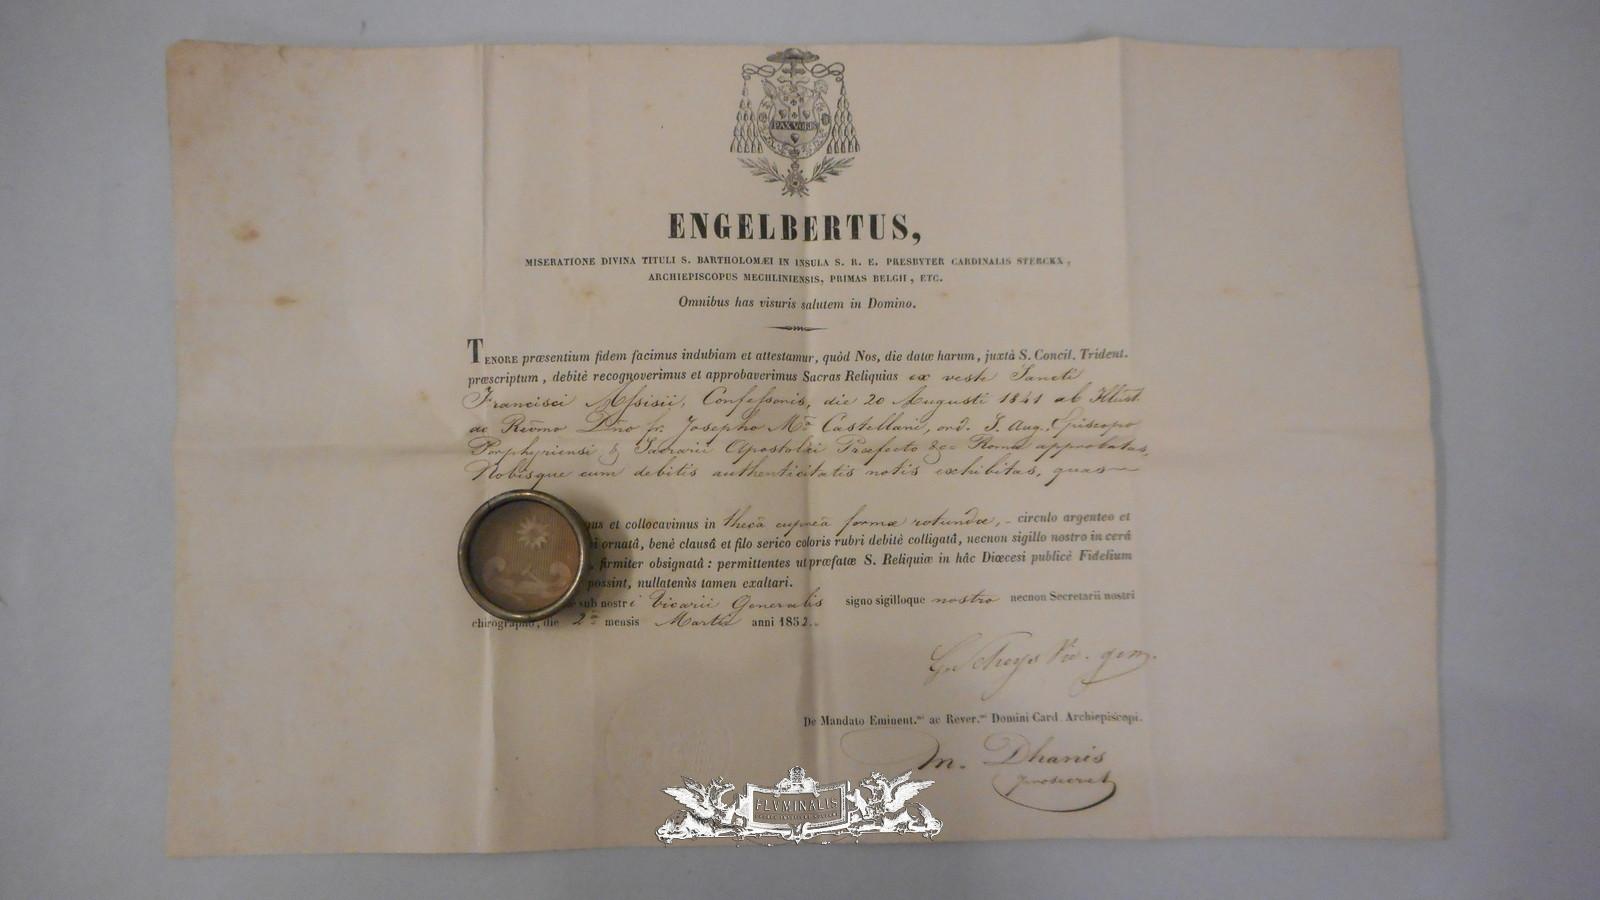 PAX VOBIS
ENGELBERTUS,
MISERATIONE DIVINA TITULI S. BARTHOLOMÆI IN INSULA S. R. E. PRESBYTER CARDINALIS STERCKX,
ARCHIEPISCOPUS MECHLINIENSIS, PRIMAS BELGII, ETC.
Omnibus has visuris salutem in Domino.
TENORE præsentium fidem facimus indubiam et attestamur, quòd Nos, die datæ harum, juxtà S. Concil. Trident.
præscriptum, debitè recognoverimus et approbaverimus Sacras Reliquias ex veste Sancti
Francisci Assisii, Confessoris, die 20 Augusti 1841 ab Illust.
ac Revmo Dno fr. Josepho Ma Castellani, ord. S. Aug. Episcopo
Porphyriensi & Sacrarii Apostolici Præfecto &c= Romæ approbatas,
Nobisque cum debitis authenticitatis notis exhibitas, quas
et collocavimus in thecâ cupreâ formæ rotundæ, circulo argenteo et
ornatâ, benè clausâ et filo serico coloris rubri debitè colligatâ, necnon sigillo nostro in cerâ
, firmiter obsignatâ: permittentes ut præfatæ S. Reliquiæ in hâc Diœcesi publicè Fidelium
possint, nullatenùs tamen exaltari.
sub nostri Vicarii Generalis signo sigilloque nostro necnon Secretarii nostri
chirographo, die 2a mensis Martii anni 1852.
Vic. gen.
De Mandato Eminent.mi ac Rever.mi Domini Card. Archiepiscopi.
M. Dhanis
prosecret
FLVMINALIS